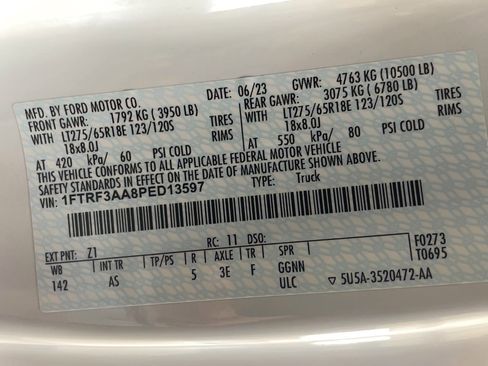 MFD. BY FORD MOTOR CO. DATE: 06/23 GVWR: 4763 KG (10500 LB)
FRONT GAWR: 1792 KG (3950 LB) REAR GAWR: 3075 KG (6780 LB)
WITH LT275/65R18E 123/120S TIRES WITH LT275/65R18E 123/120S TIRES
18x8.0J RIMS 18x8.0J RIMS
AT 420 kPa/ 60 PSI COLD AT 550 kPa/ 80 PSI COLD
THIS VEHICLE CONFORMS TO ALL APPLICABLE FEDERAL MOTOR VEHICLE
SAFETY STANDARDS IN EFFECT ON THE DATE OF MANUFACTURE SHOWN ABOVE
VIN: 1FTRF3AA8PED13597 TYPE: Truck
EXT PNT: Z1 RC: 11 DSO: F0273
WB INT TR TP/PS R AXLE TR SPR T0695
142 AS 5 3E F GGNN
ULC ▽ 5U5A-3520472-AA